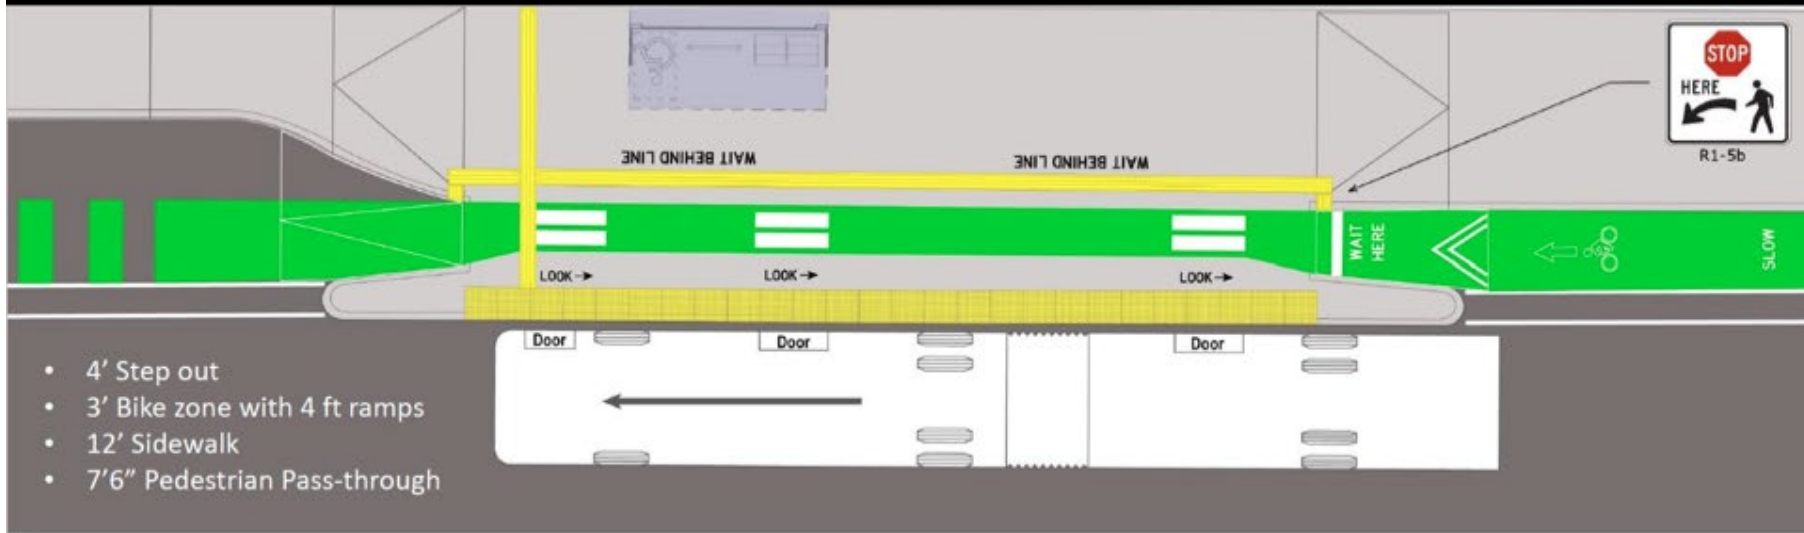 STOP
HERE
R1-5b
WAIT BEHIND LINE
WAIT BEHIND LINE
WAIT
HERE
SLOW
LOOK→
LOOK→
LOOK→
Door
Door
Door
• 4’ Step out
• 3’ Bike zone with 4 ft ramps
• 12’ Sidewalk
• 7’6” Pedestrian Pass-through